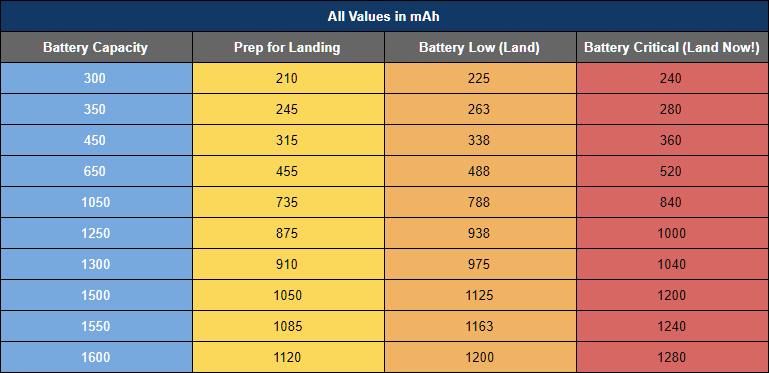 All Values in mAh
Battery Capacity Prep for Landing Battery Low (Land) Battery Critical (Land Now!)
300 210 225 240
350 245 263 280
450 315 338 360
650 455 488 520
1050 735 788 840
1250 875 938 1000
1300 910 975 1040
1500 1050 1125 1200
1550 1085 1163 1240
1600 1120 1200 1280